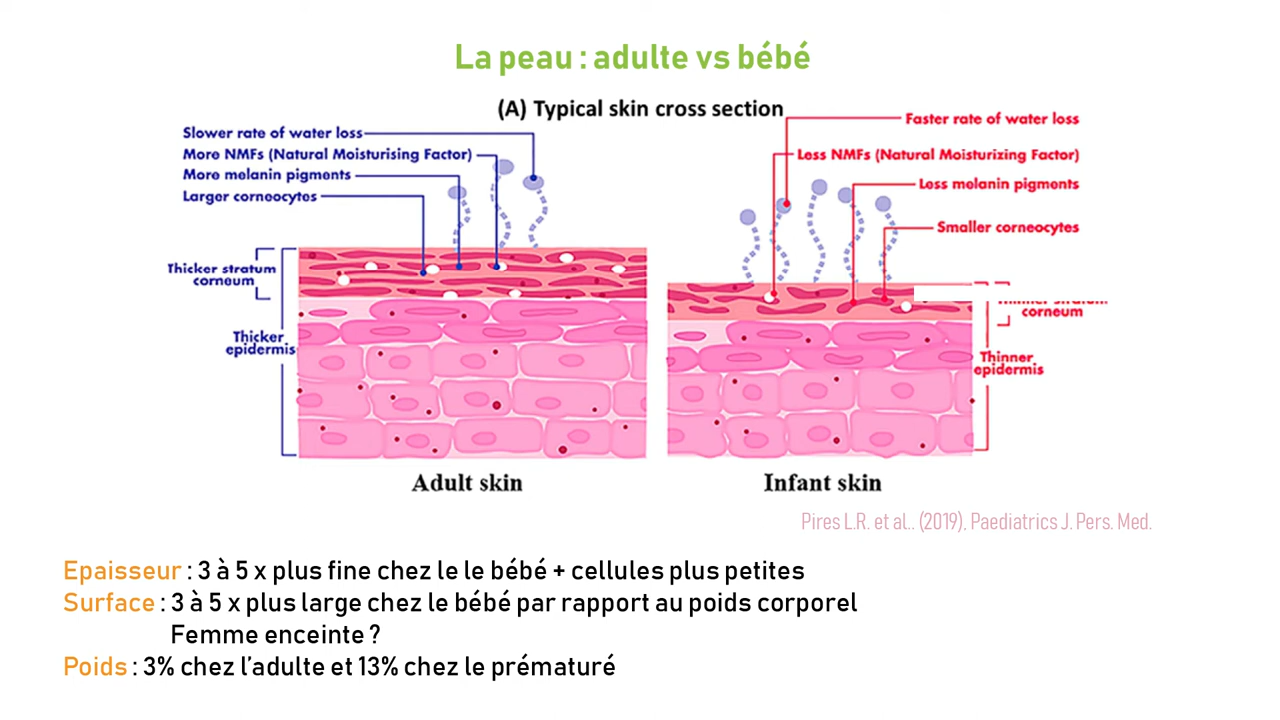 La peau : adulte vs bébé
(A) Typical skin cross section
Slower rate of water loss
More NMFs (Natural Moisturising Factor)
More melanin pigments
Larger corneocytes
Thicker stratum
corneum
Thicker
epidermis
Faster rate of water loss
Less NMFs (Natural Moisturizing Factor)
Less melanin pigments
Smaller corneocytes
stratum
corneum
Thinner
epidermis
Adult skin
Infant skin
Pires L.R. et al.. (2019), Paediatrics J. Pers. Med.
Epaisseur : 3 à 5 x plus fine chez le le bébé + cellules plus petites
Surface : 3 à 5 x plus large chez le bébé par rapport au poids corporel
Femme enceinte ?
Poids : 3% chez l'adulte et 13% chez le prématuré